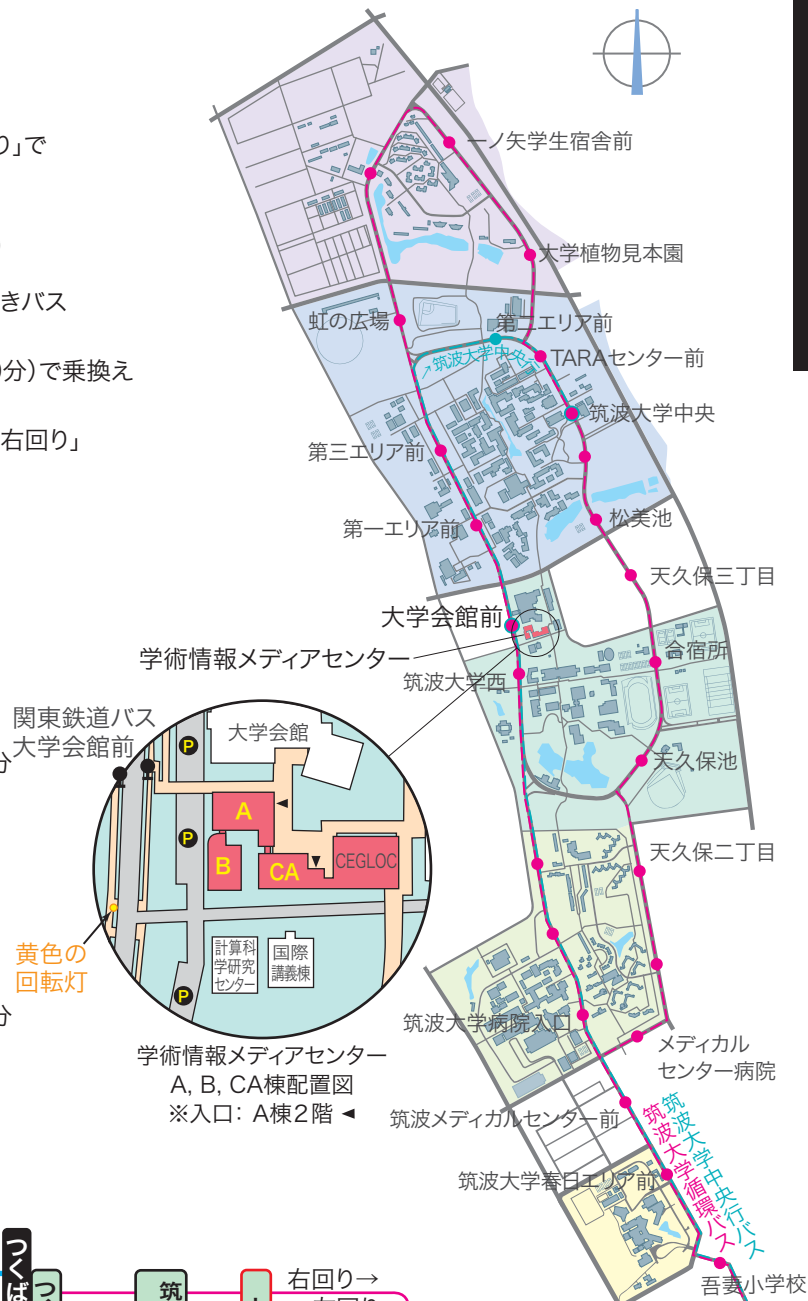 り」で
きバス
分)で乗換え
右回り」
一ノ矢学生宿舎前
大学植物見本園
虹の広場
第二エリア前
↗筑波大学中央行
TARAセンター前
筑波大学中央
第三エリア前
第一エリア前
松美池
天久保三丁目
大学会館前
学術情報メディアセンター
合宿所
筑波大学西
天久保池
関東鉄道バス
大学会館前
分
大学会館
P
A
P
B
CA
CEGLOC
天久保二丁目
黄色の
回転灯
計算科
学研究
センター
国際
講義棟
P
分
学術情報メディアセンター
A, B, CA棟配置図
※入口: A棟2階 ◄
筑波大学病院入口
メディカル
センター病院
筑波メディカルセンター前
筑波大学春日エリア前
筑波大学中央行バス
筑波大学循環バス
吾妻小学校
つくば
つ
筑
右回り→